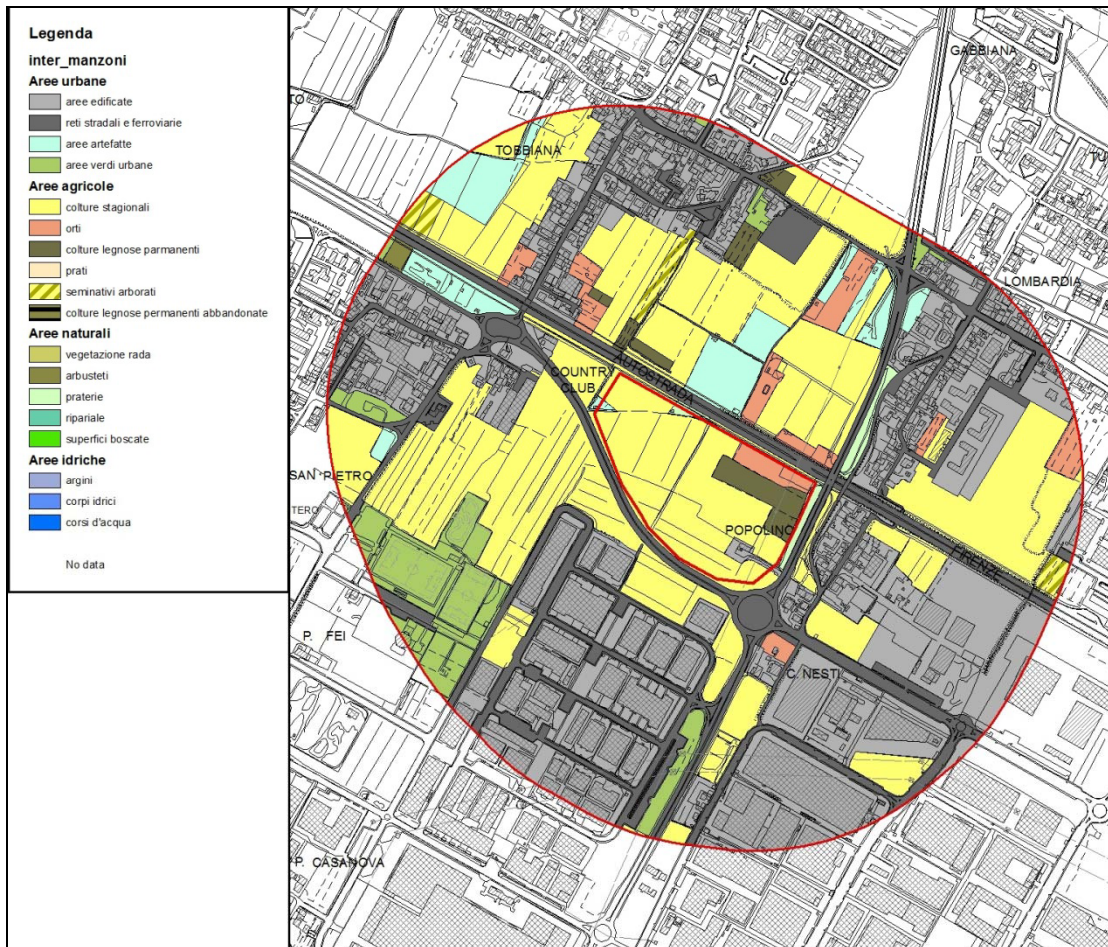 Legenda
inter_manzoni
Aree urbane
aree edificate
reti stradali e ferroviarie
aree artefatte
aree verdi urbane
Aree agricole
colture stagionali
orti
colture legnose permanenti
prati
seminativi arborati
colture legnose permanenti abbandonate
Aree naturali
vegetazione rada
arbusteti
praterie
ripariale
superfici boscate
Aree idriche
argini
corpi idrici
corsi d'acqua
No data
GABBIANA
TO
TOBBIANA
LOMBARDIA
COUNTRY
CLUB
AUTOSTRADA
SAN PIETRO
TERO
POPOLINO
FIRENZE
P. FEI
C. NESTI
P. CASANOVA